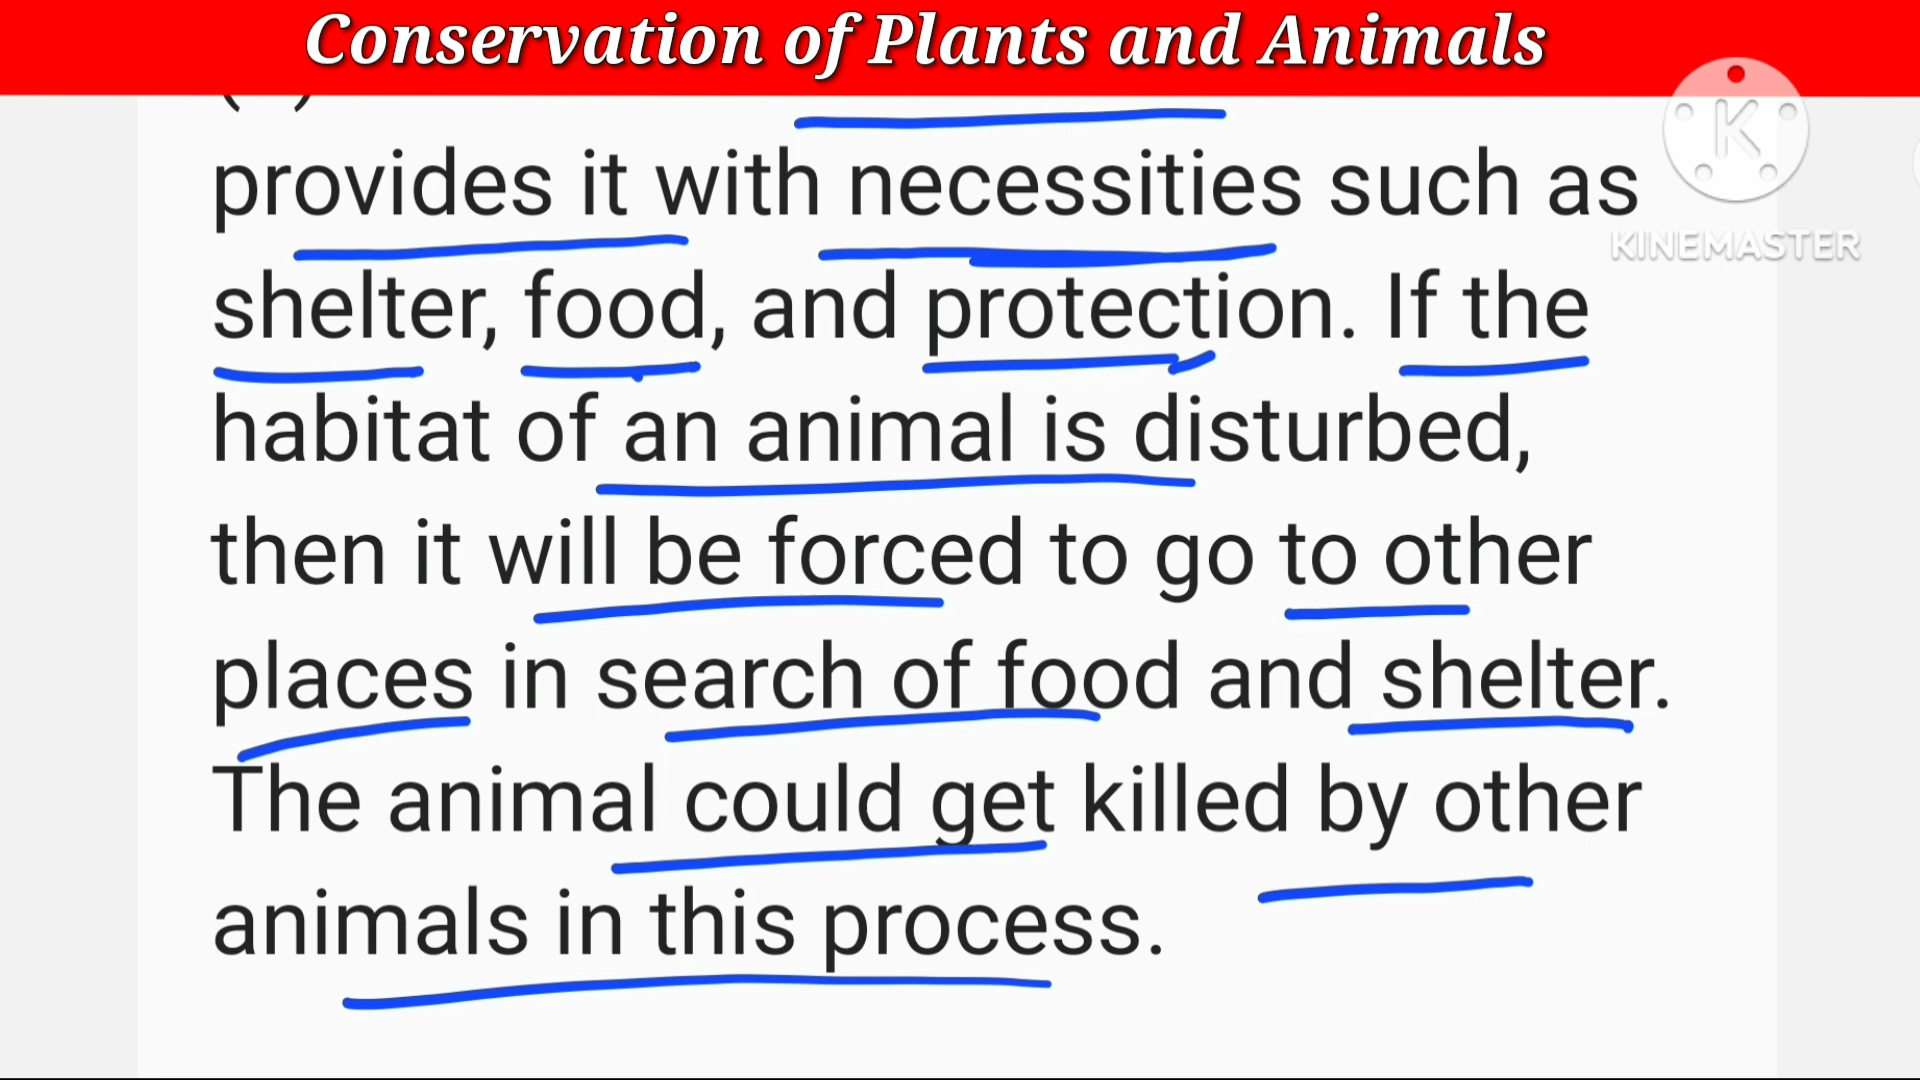 Conservation of Plants and Animals
provides it with necessities such as
KINEMASTER
shelter, food, and protection. If the
habitat of an animal is disturbed,
then it will be forced to go to other
places in search of food and shelter.
The animal could get killed by other
animals in this process.